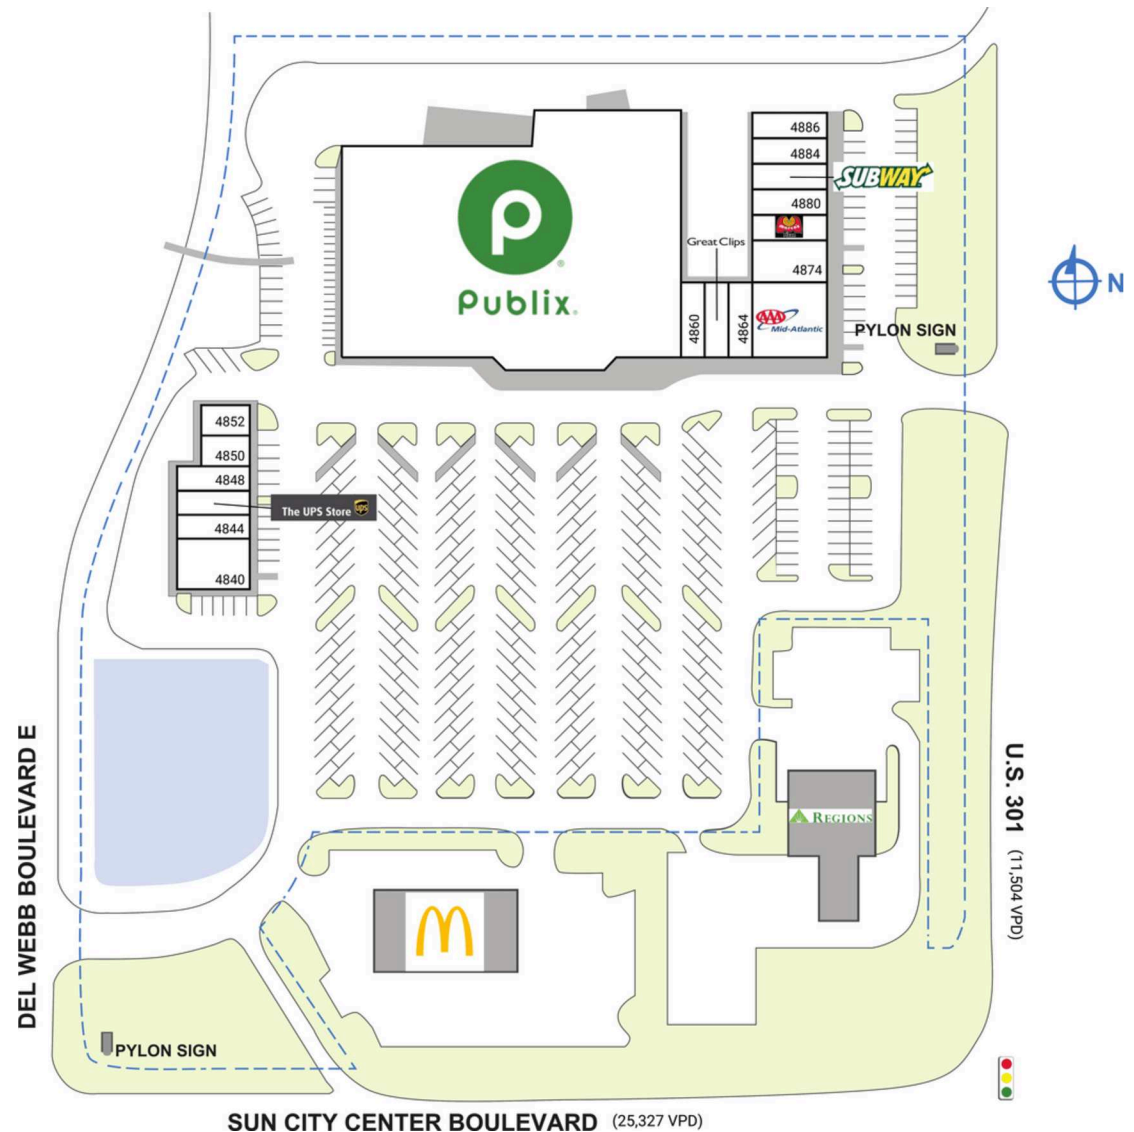 4886
4884
SUBWAY
4880
Great Clips
4874
Publix
4860
4864
AAA
Mid-Atlantic
PYLON SIGN
N
4852
4850
4848
The UPS Store
ups
4844
4840
REGIONS
U.S. 301 (11,504 VPD)
DEL WEBB BOULEVARD E
PYLON SIGN
SUN CITY CENTER BOULEVARD (25,327 VPD)